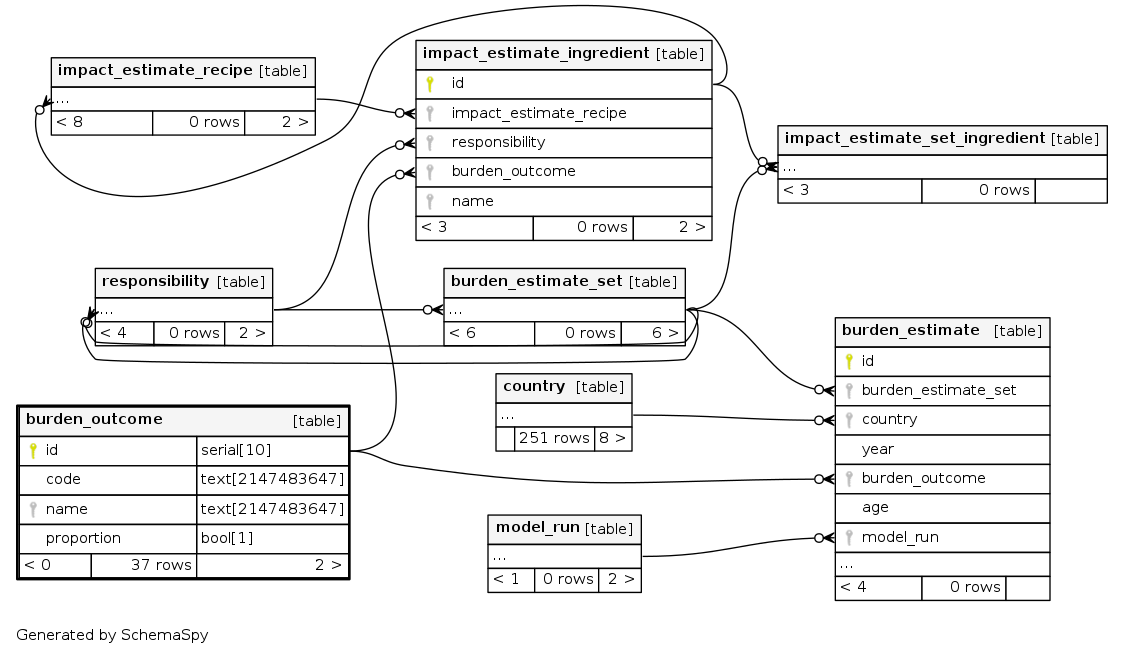 impact_estimate_recipe [table]
...
< 8 0 rows 2 >
impact_estimate_ingredient [table]
id
impact_estimate_recipe
responsibility
burden_outcome
name
< 3 0 rows 2 >
impact_estimate_set_ingredient [table]
...
< 3 0 rows
responsibility [table]
...
< 4 0 rows 2 >
burden_estimate_set [table]
...
< 6 0 rows 6 >
burden_estimate [table]
id
burden_estimate_set
country
year
burden_outcome
age
model_run
...
< 4 0 rows
country [table]
...
251 rows 8 >
burden_outcome [table]
id serial[10]
code text[2147483647]
name text[2147483647]
proportion bool[1]
< 0 37 rows 2 >
model_run [table]
...
< 1 0 rows 2 >
Generated by SchemaSpy